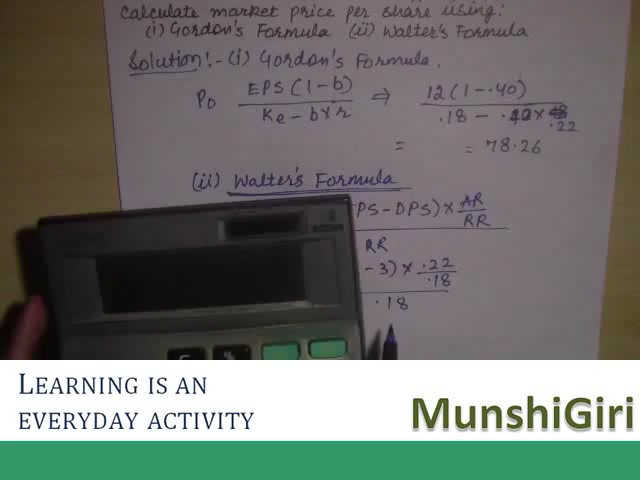 Calculate market price per share using:
(i) Gordon's Formula (ii) Walter's Formula
Solution:- (i) Gordon's Formula.
P0 EPS (1-b) / Ke - b×r ⇒ 12 (1-.40) / .18 - .40 × .22
= = 78.26
(ii) Walter's Formula
PS - DPS) × AR / RR
RR
- 3) × .22 / .18
.18
LEARNING IS AN
EVERYDAY ACTIVITY
MunshiGiri